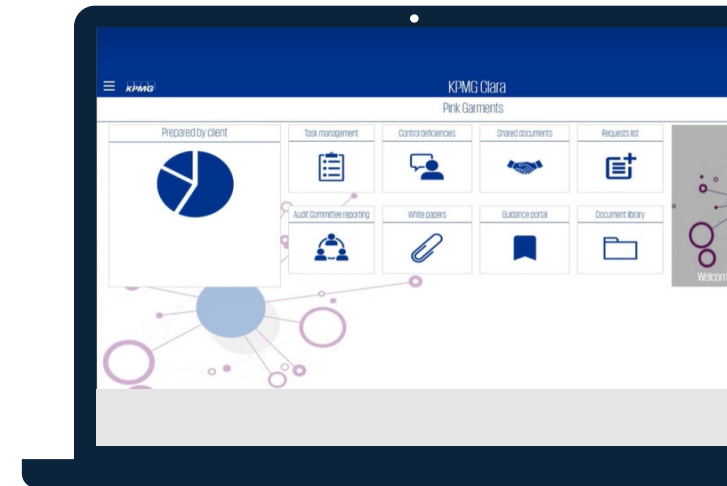 KPMG
KPMG Clara
Pink Garments
Prepared by client
Task management
Control deficiencies
Shared documents
Requests list
Audit Committee reporting
White papers
Guidance portal
Document library
Welcom